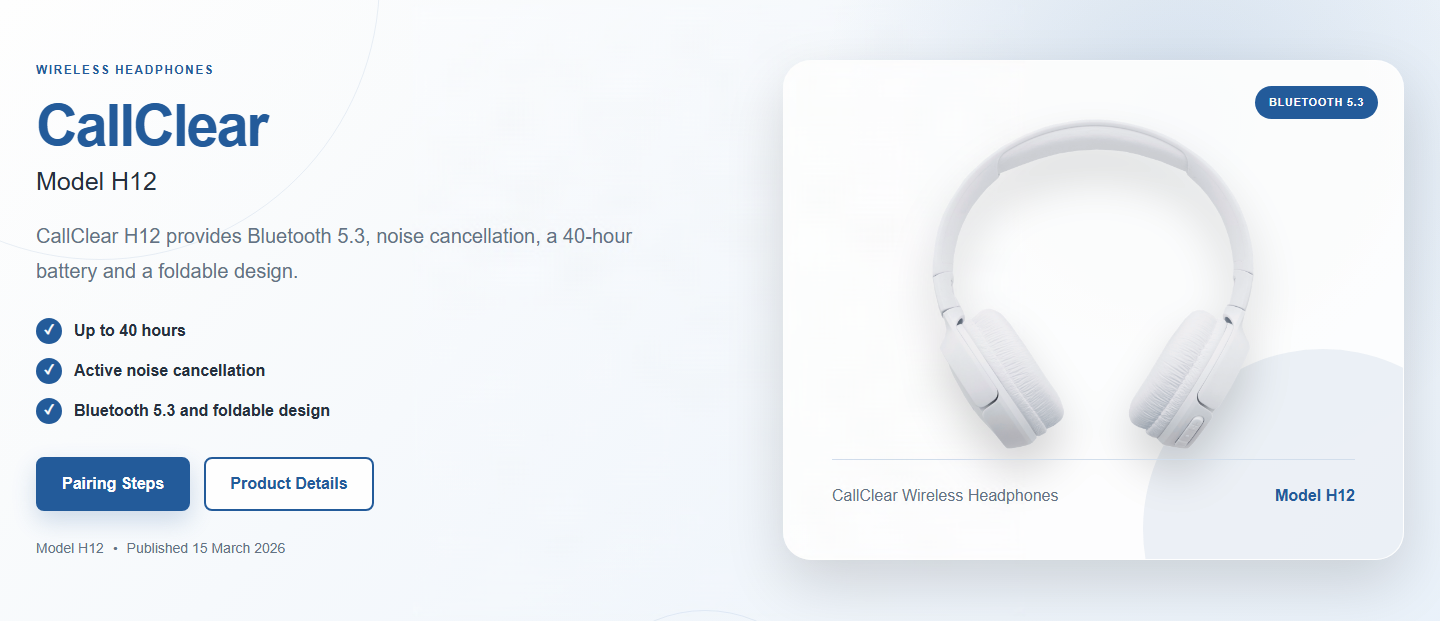 WIRELESS HEADPHONES
CallClear
Model H12
CallClear H12 provides Bluetooth 5.3, noise cancellation, a 40-hour
battery and a foldable design.
Up to 40 hours
Active noise cancellation
Bluetooth 5.3 and foldable design
Pairing Steps
Product Details
Model H12 • Published 15 March 2026
BLUETOOTH 5.3
CallClear Wireless Headphones
Model H12